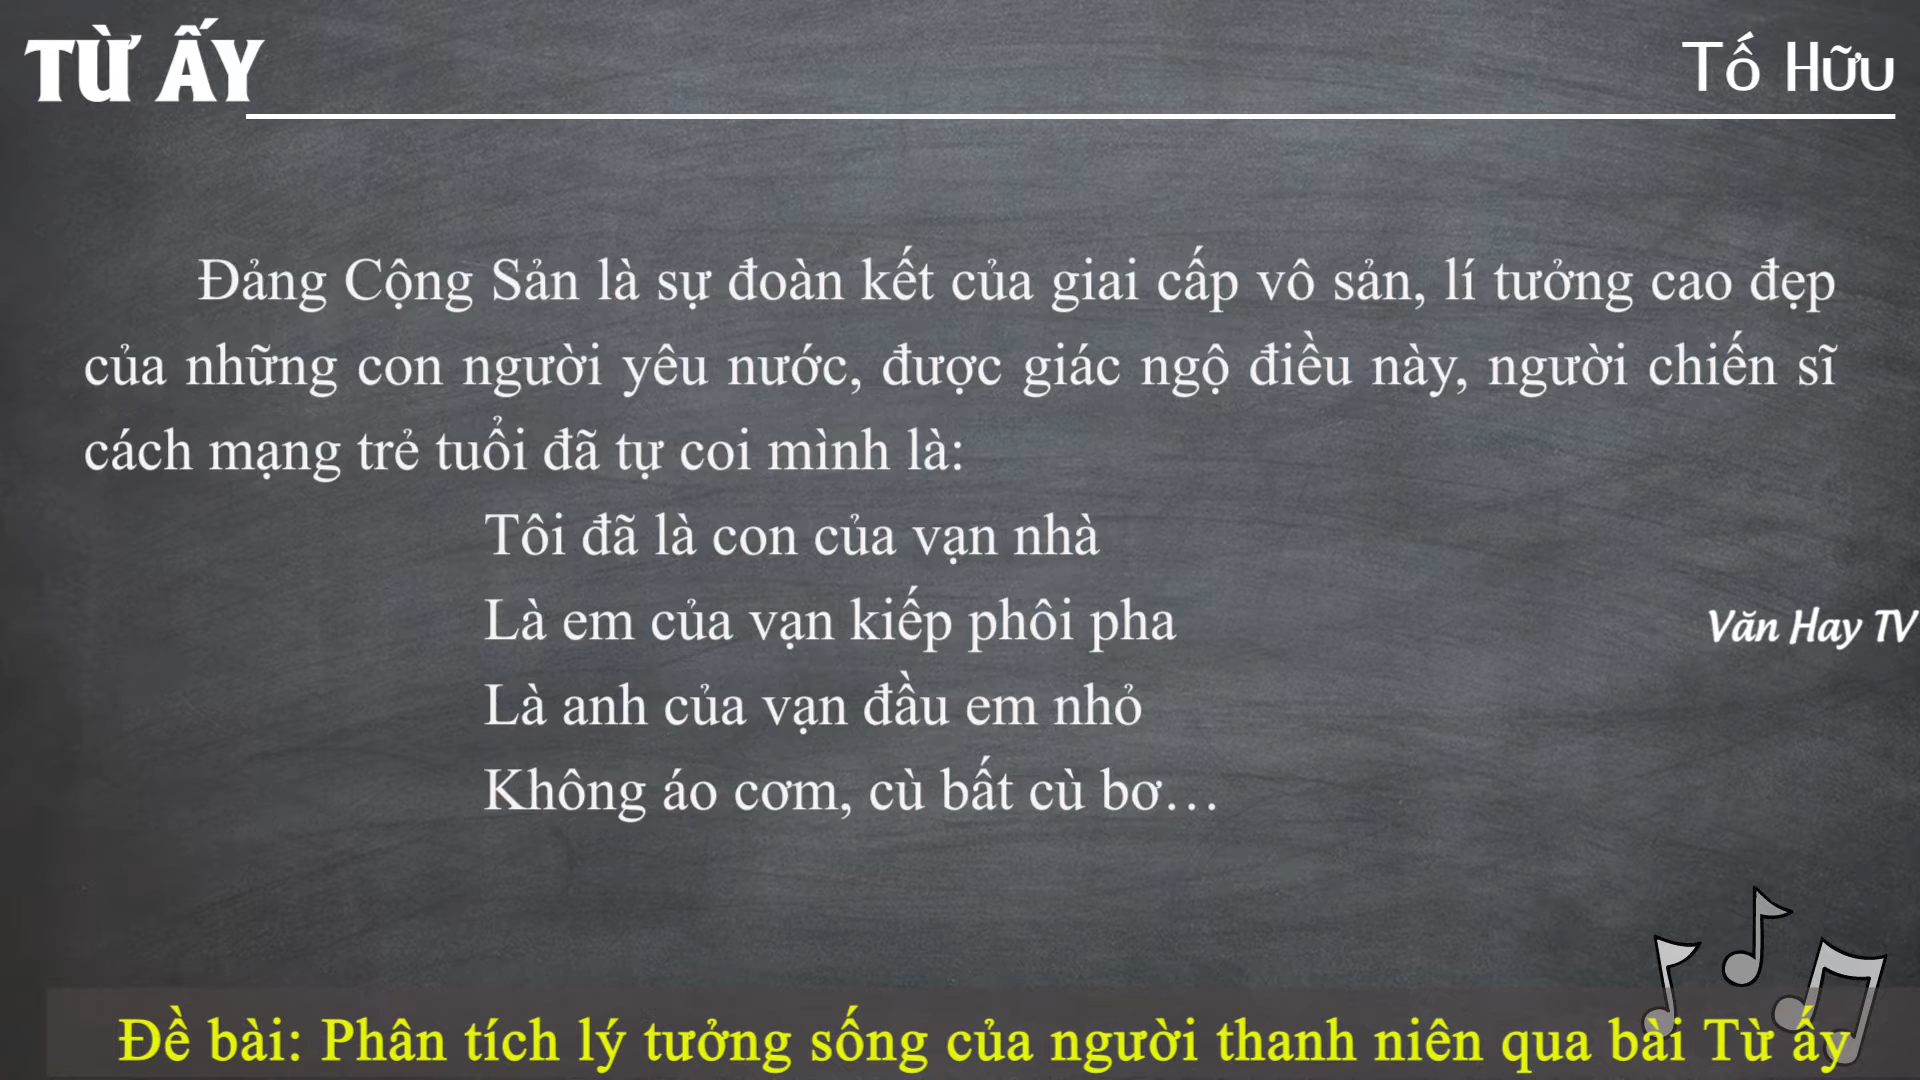 TỪ ẤY
Tố Hữu
Đảng Cộng Sản là sự đoàn kết của giai cấp vô sản, lí tưởng cao đẹp
của những con người yêu nước, được giác ngộ điều này, người chiến sĩ
cách mạng trẻ tuổi đã tự coi mình là:
Tôi đã là con của vạn nhà
Là em của vạn kiếp phôi pha
Là anh của vạn đầu em nhỏ
Không áo cơm, cù bất cù bơ…
Văn Hay TV
Đề bài: Phân tích lý tưởng sống của người thanh niên qua bài Từ ấy